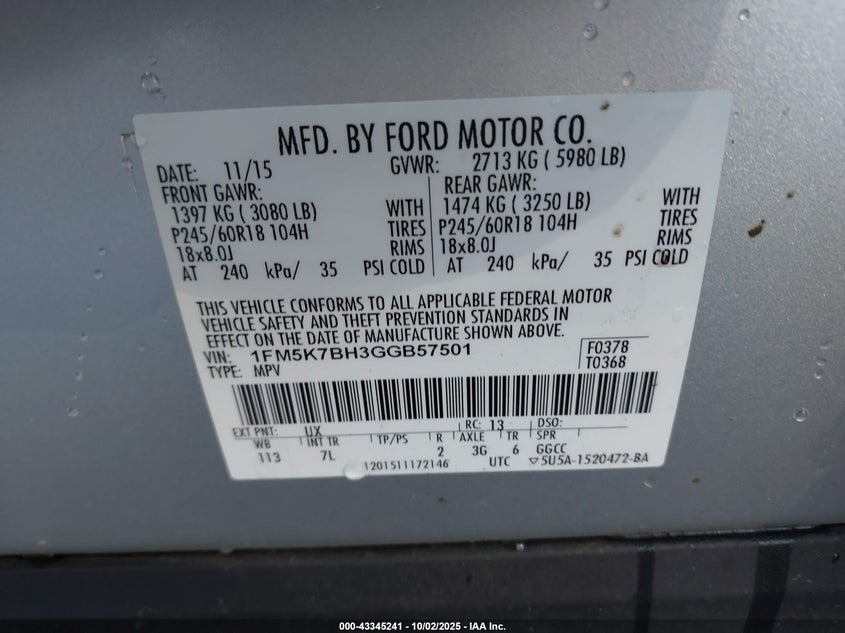 MFD. BY FORD MOTOR CO.
DATE: 11/15 GVWR: 2713 KG ( 5980 LB)
FRONT GAWR: REAR GAWR:
1397 KG ( 3080 LB) WITH 1474 KG ( 3250 LB) WITH
P245/60R18 104H TIRES P245/60R18 104H TIRES
18x8.0J RIMS 18x8.0J RIMS
AT 240 kPa/ 35 PSI COLD AT 240 kPa/ 35 PSI COLD
THIS VEHICLE CONFORMS TO ALL APPLICABLE FEDERAL MOTOR
VEHICLE SAFETY AND THEFT PREVENTION STANDARDS IN
EFFECT ON THE DATE OF MANUFACTURE SHOWN ABOVE.
VIN: 1FM5K7BH3GGB57501 F0378
TYPE: MPV T0368
EXT PNT: UX RC: 13 DSO:
WB INT TR TP/PS R AXLE TR SPR
113 7L 2 3G 6 GGCC
1201511172146 UTC ▽5U5A-1520472-BA
000-43345241 - 10/02/2025 - IAA Inc.